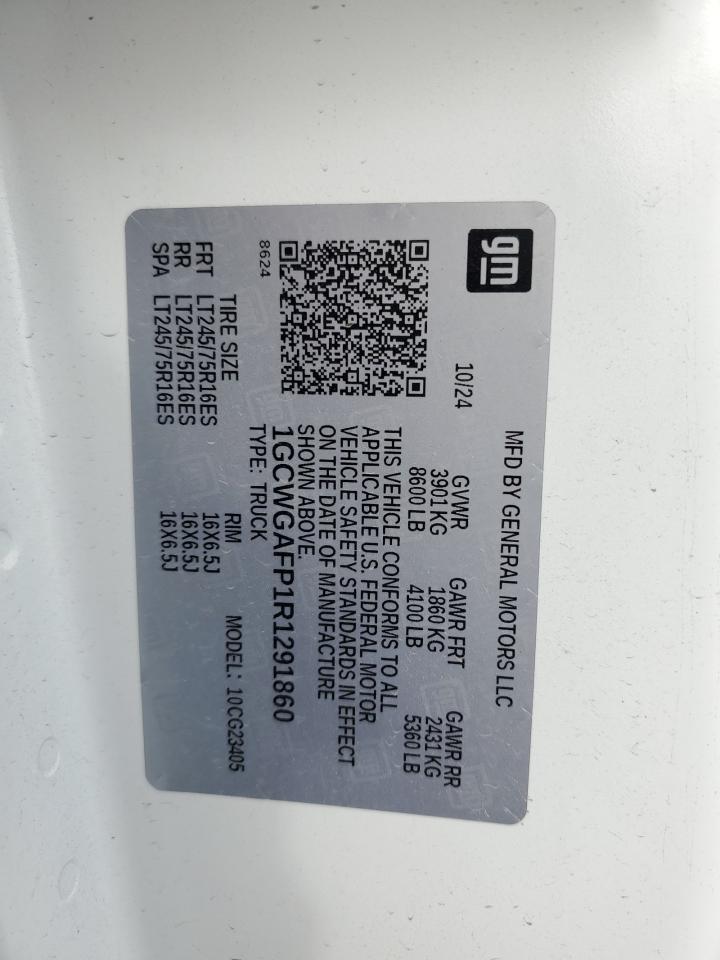 gm
MFD BY GENERAL MOTORS LLC
10/24 GVWR GAWR FRT GAWR RR
3901 KG 1860 KG 2431 KG
8600 LB 4100 LB 5360 LB
THIS VEHICLE CONFORMS TO ALL
APPLICABLE U.S. FEDERAL MOTOR
VEHICLE SAFETY STANDARDS IN EFFECT
ON THE DATE OF MANUFACTURE
SHOWN ABOVE.
1GCWGAFP1R1291860
8624 TYPE: TRUCK
TIRE SIZE RIM MODEL: 10CG23405
FRT LT245/75R16ES 16X6.5J
RR LT245/75R16ES 16X6.5J
SPA LT245/75R16ES 16X6.5J